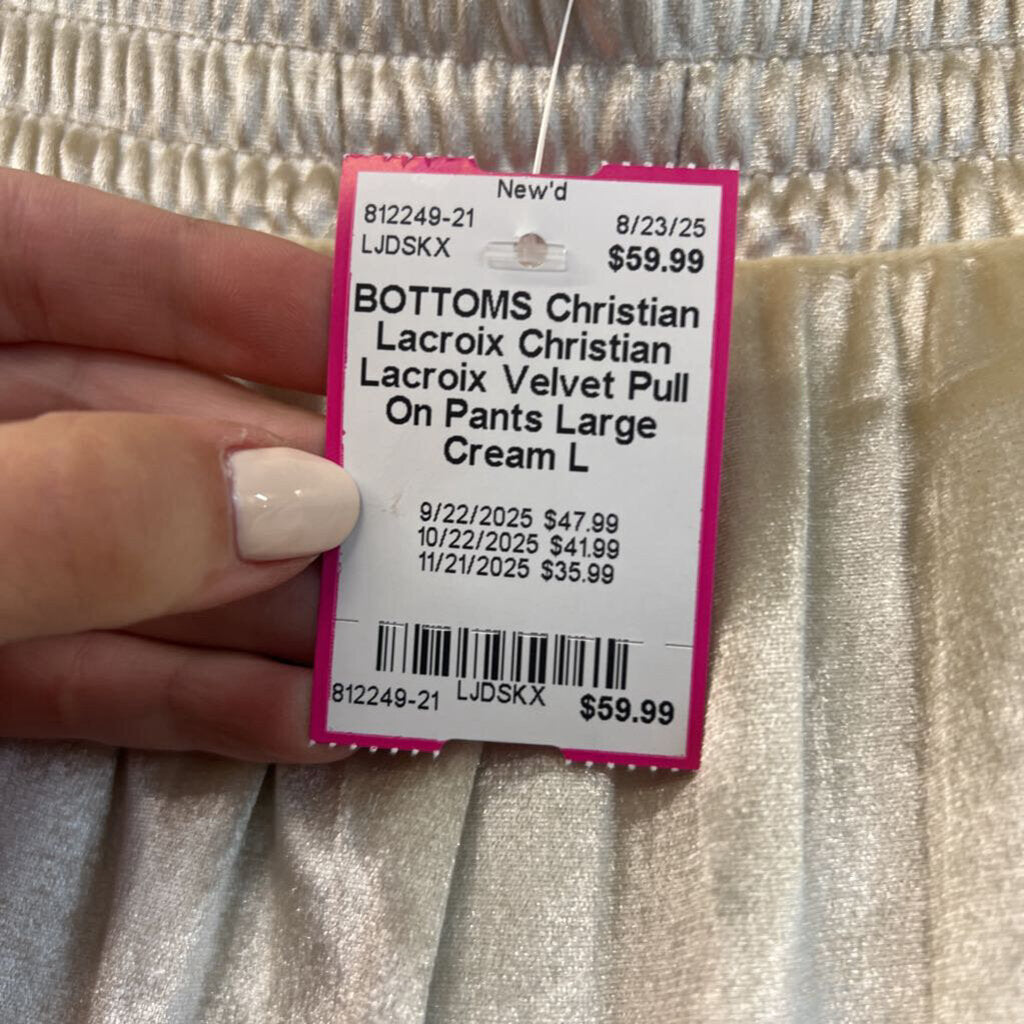 New'd
812249-21 8/23/25
LJDSKX $59.99
BOTTOMS Christian
Lacroix Christian
Lacroix Velvet Pull
On Pants Large
Cream L
9/22/2025 $47.99
10/22/2025 $41.99
11/21/2025 $35.99
812249-21 LJDSKX $59.99